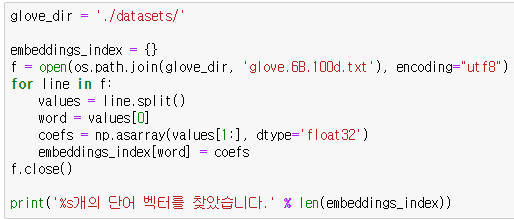 glove_dir = './datasets/'
embeddings_index = {}
f = open(os.path.join(glove_dir, 'glove.6B.100d.txt'), encoding="utf8")
for line in f:
    values = line.split()
    word = values[0]
    coefs = np.asarray(values[1:], dtype='float32')
    embeddings_index[word] = coefs
f.close()
print('%s개의 단어 벡터를 찾았습니다.' % len(embeddings_index))